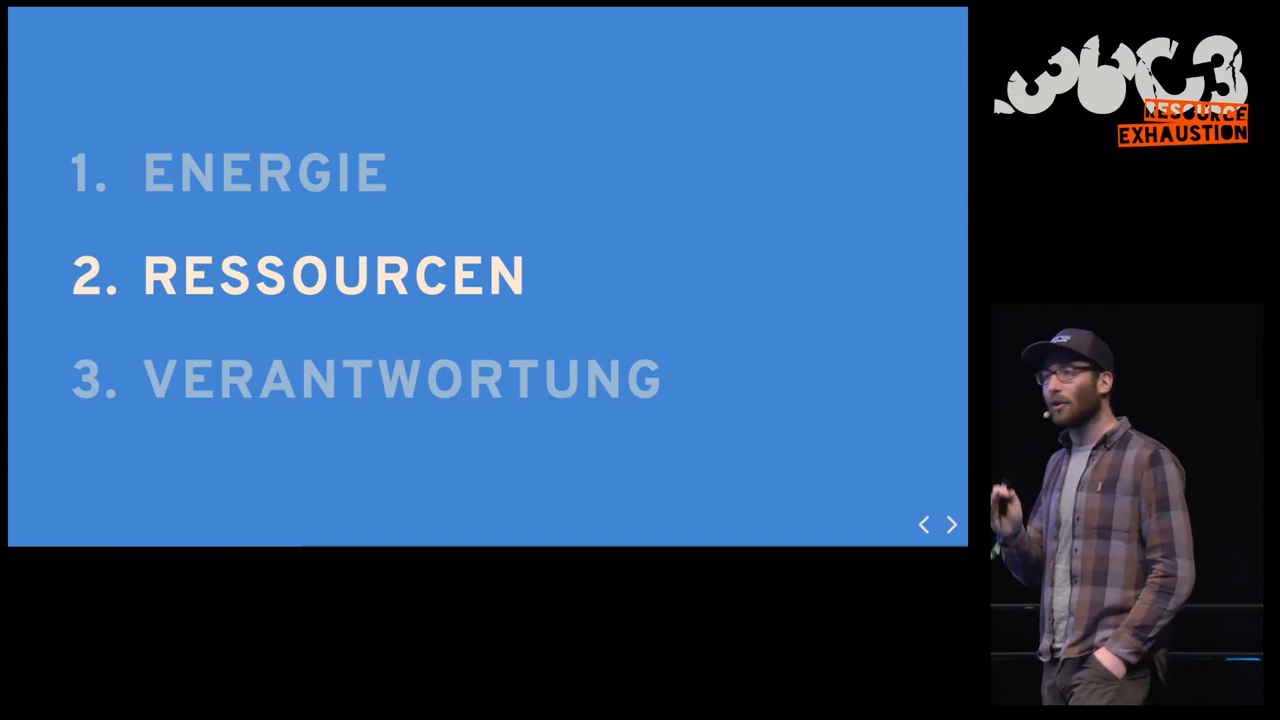 1. ENERGIE
2. RESSOURCEN
3. VERANTWORTUNG
36C3
RESOURCE
EXHAUSTION